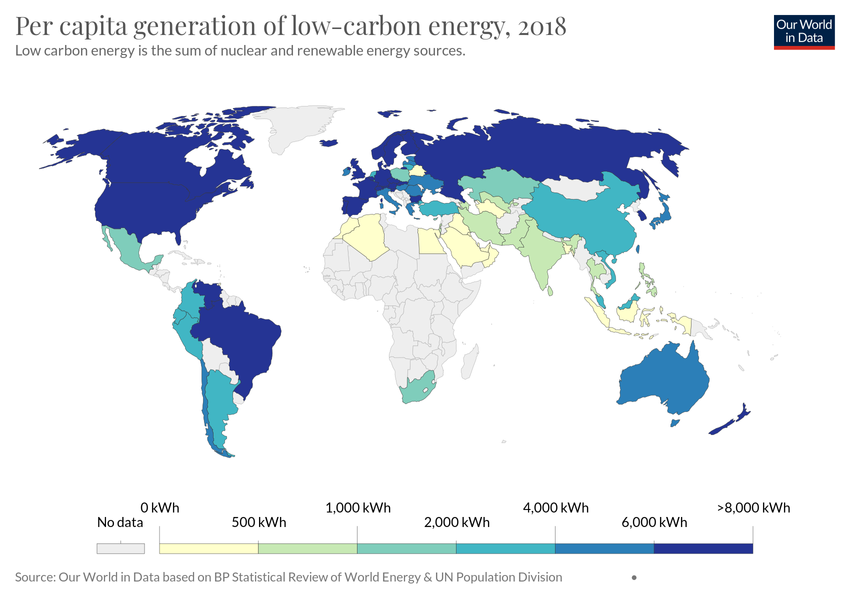 Per capita generation of low-carbon energy, 2018
Low carbon energy is the sum of nuclear and renewable energy sources.
Our World
in Data
0 kWh
1,000 kWh
4,000 kWh
>8,000 kWh
No data
500 kWh
2,000 kWh
6,000 kWh
Source: Our World in Data based on BP Statistical Review of World Energy & UN Population Division
•